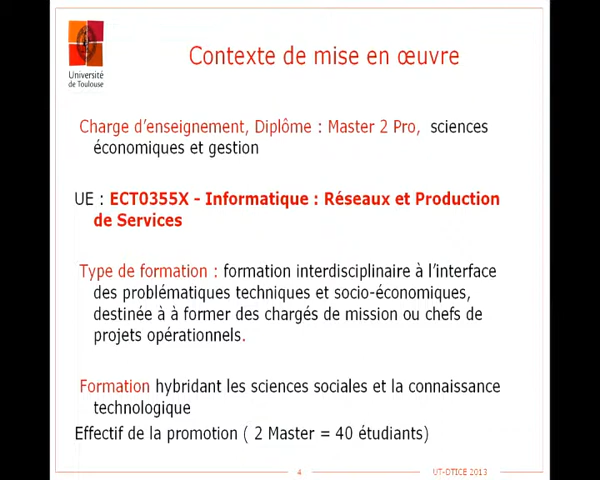 Université
de Toulouse
Contexte de mise en œuvre
Charge d'enseignement, Diplôme : Master 2 Pro, sciences
économiques et gestion
UE : ECT0355X - Informatique : Réseaux et Production
de Services
Type de formation : formation interdisciplinaire à l'interface
des problématiques techniques et socio-économiques,
destinée à à former des chargés de mission ou chefs de
projets opérationnels.
Formation hybridant les sciences sociales et la connaissance
technologique
Effectif de la promotion ( 2 Master = 40 étudiants)
4
UT-DTICE 2013